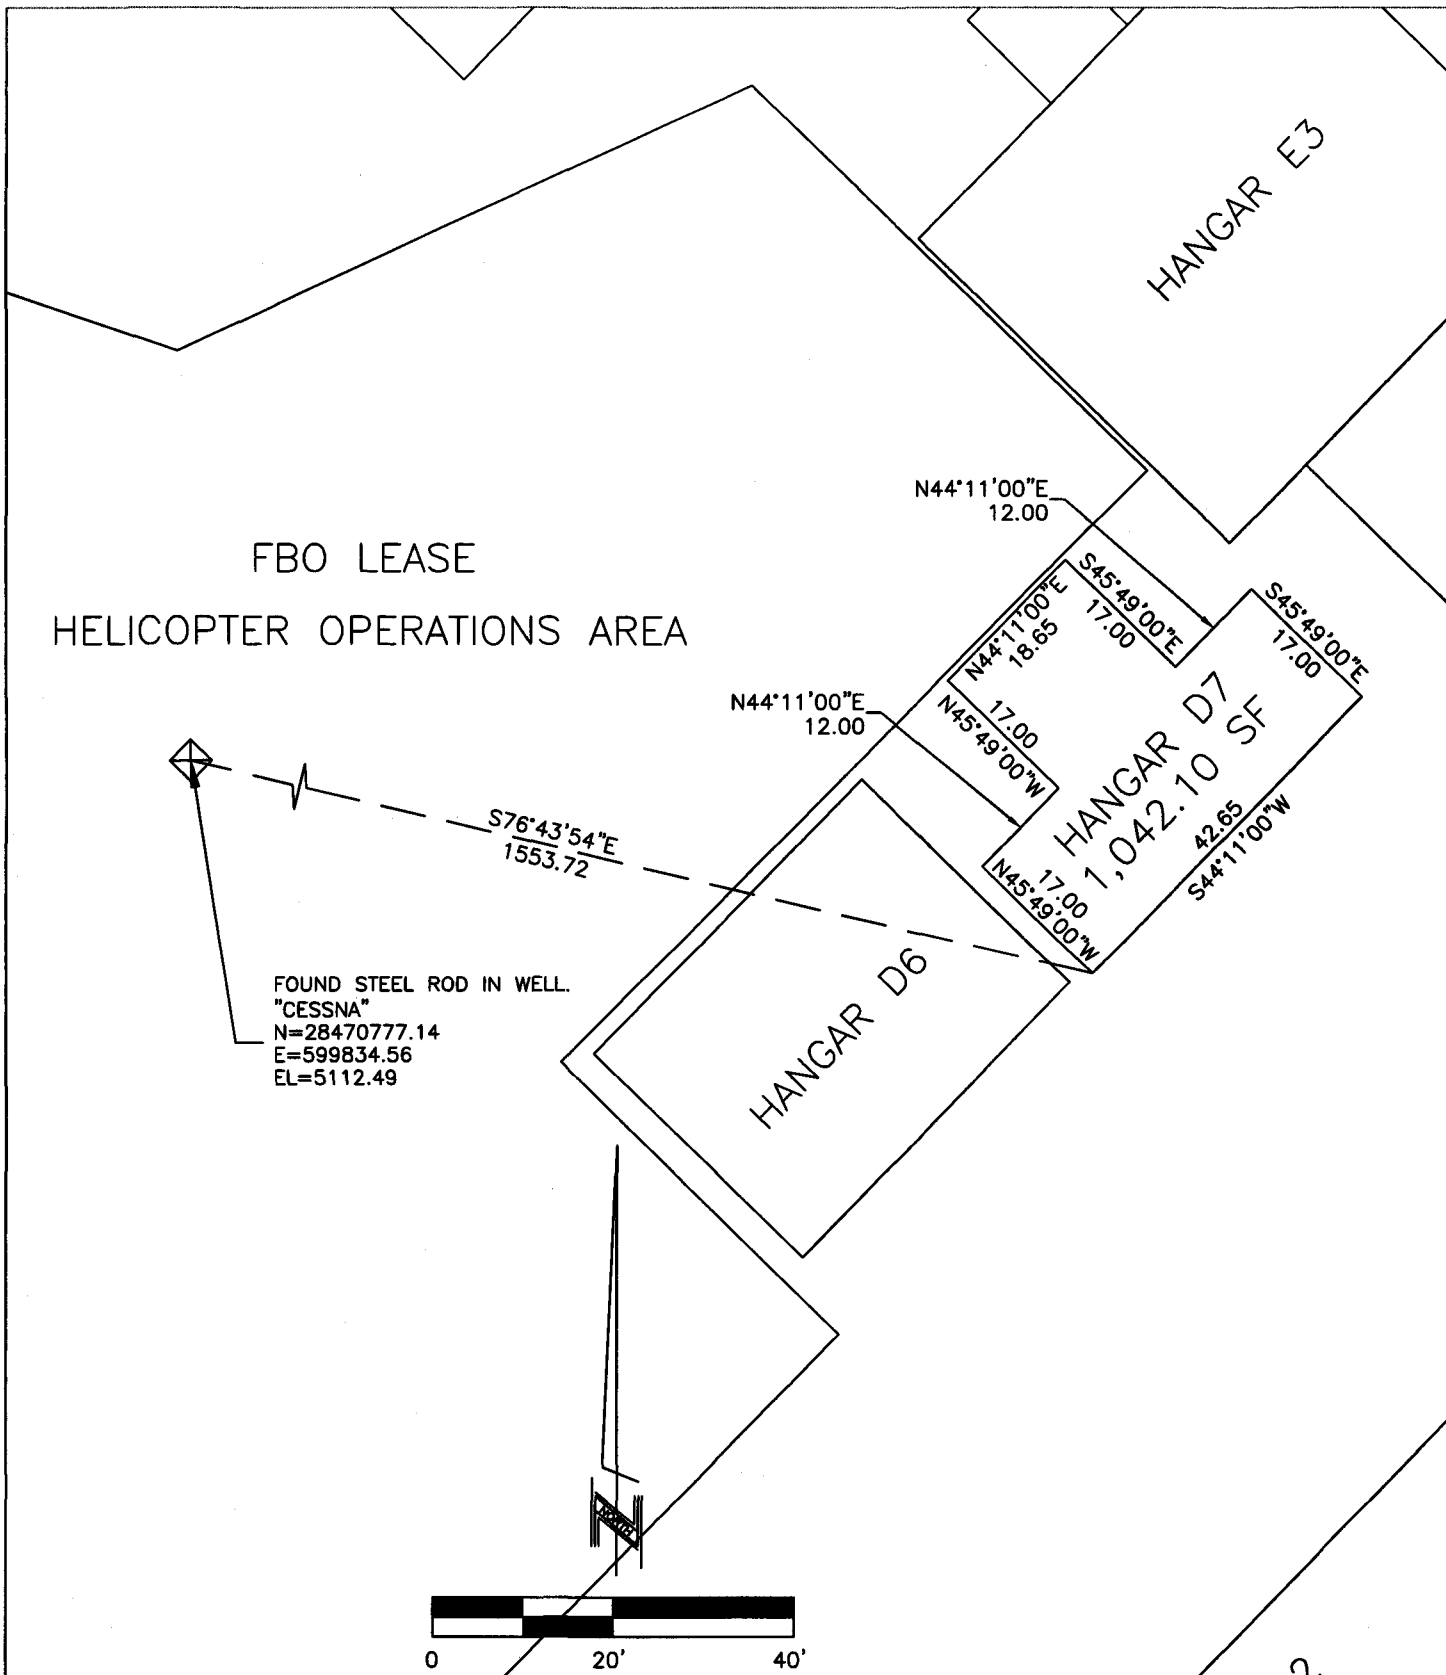 HANGAR E3
N44°11'00"E
12.00
FBO LEASE
HELICOPTER OPERATIONS AREA
S45°49'00"E
17.00
N44°11'00"E
18.65
S45°49'00"E
17.00
N44°11'00"E
12.00
17.00
N45°49'00"W
HANGAR D7
1,042.10 SF
42.65
S44°11'00"W
17.00
N45°49'00"W
S76°43'54"E
1553.72
HANGAR D6
FOUND STEEL ROD IN WELL.
"CESSNA"
N=28470777.14
E=599834.56
EL=5112.49
NORTH
0 20' 40'